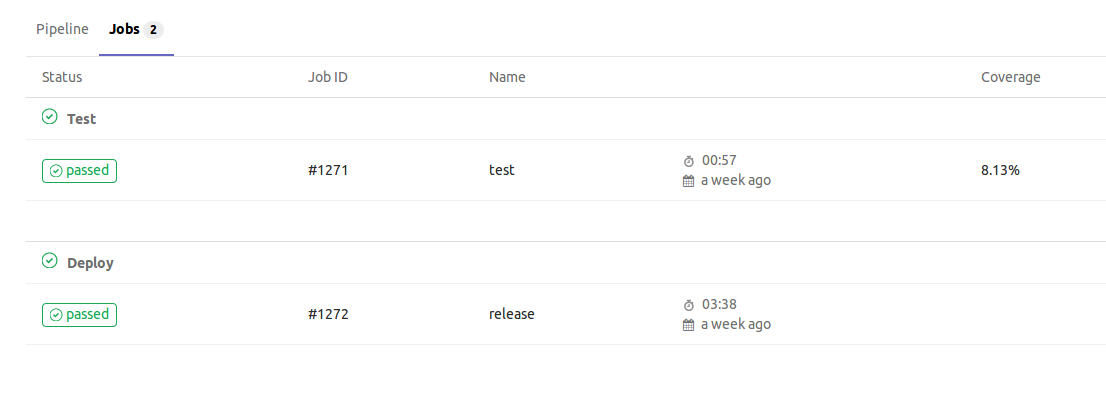 Pipeline Jobs 2
Status Job ID Name Coverage
Test
passed #1271 test 00:57 8.13%
a week ago
Deploy
passed #1272 release 03:38
a week ago